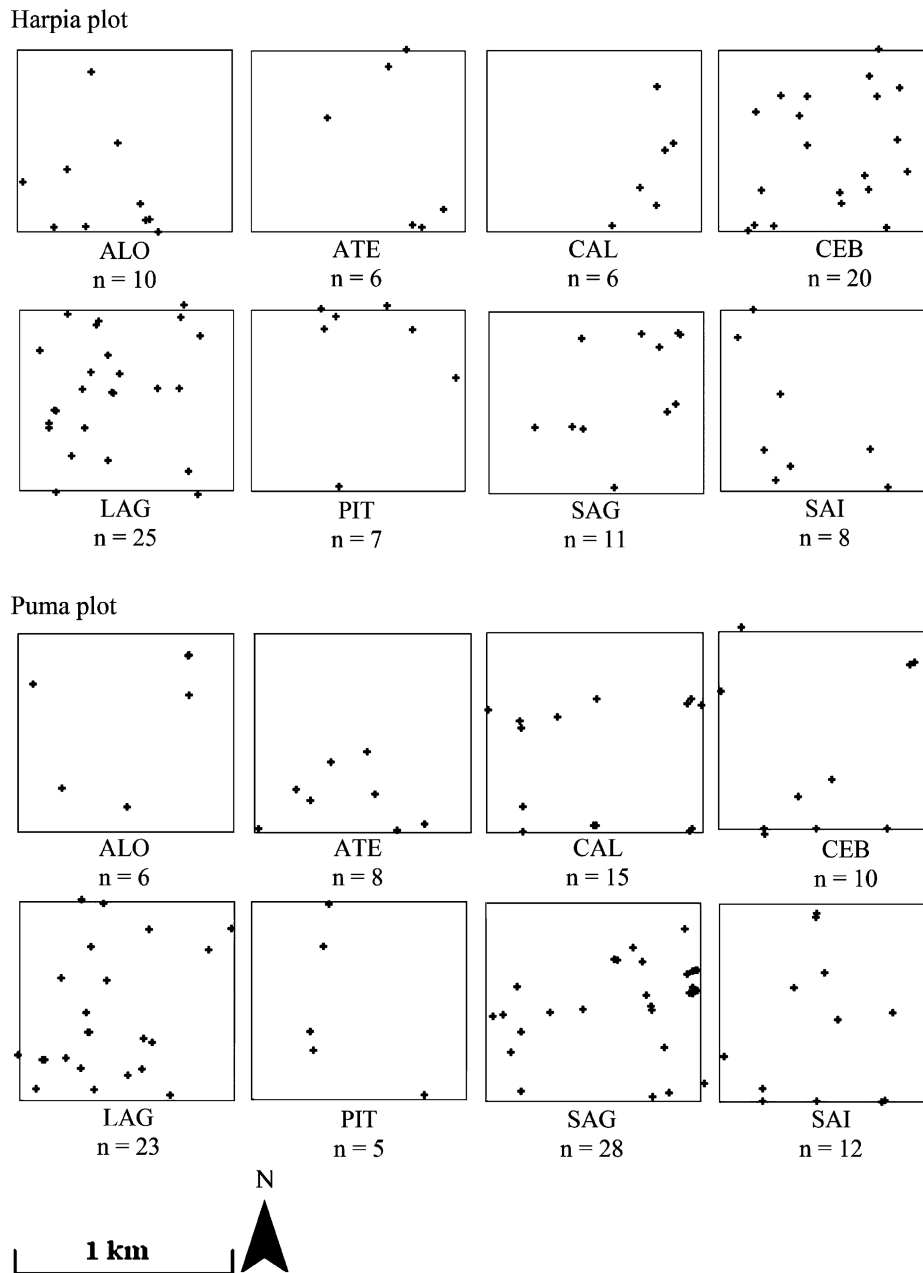 Harpia plot
ALO ATE CAL CEB
n = 10 n = 6 n = 6 n = 20
LAG PIT SAG SAI
n = 25 n = 7 n = 11 n = 8
Puma plot
ALO ATE CAL CEB
n = 6 n = 8 n = 15 n = 10
LAG PIT SAG SAI
n = 23 n = 5 n = 28 n = 12
N
1 km